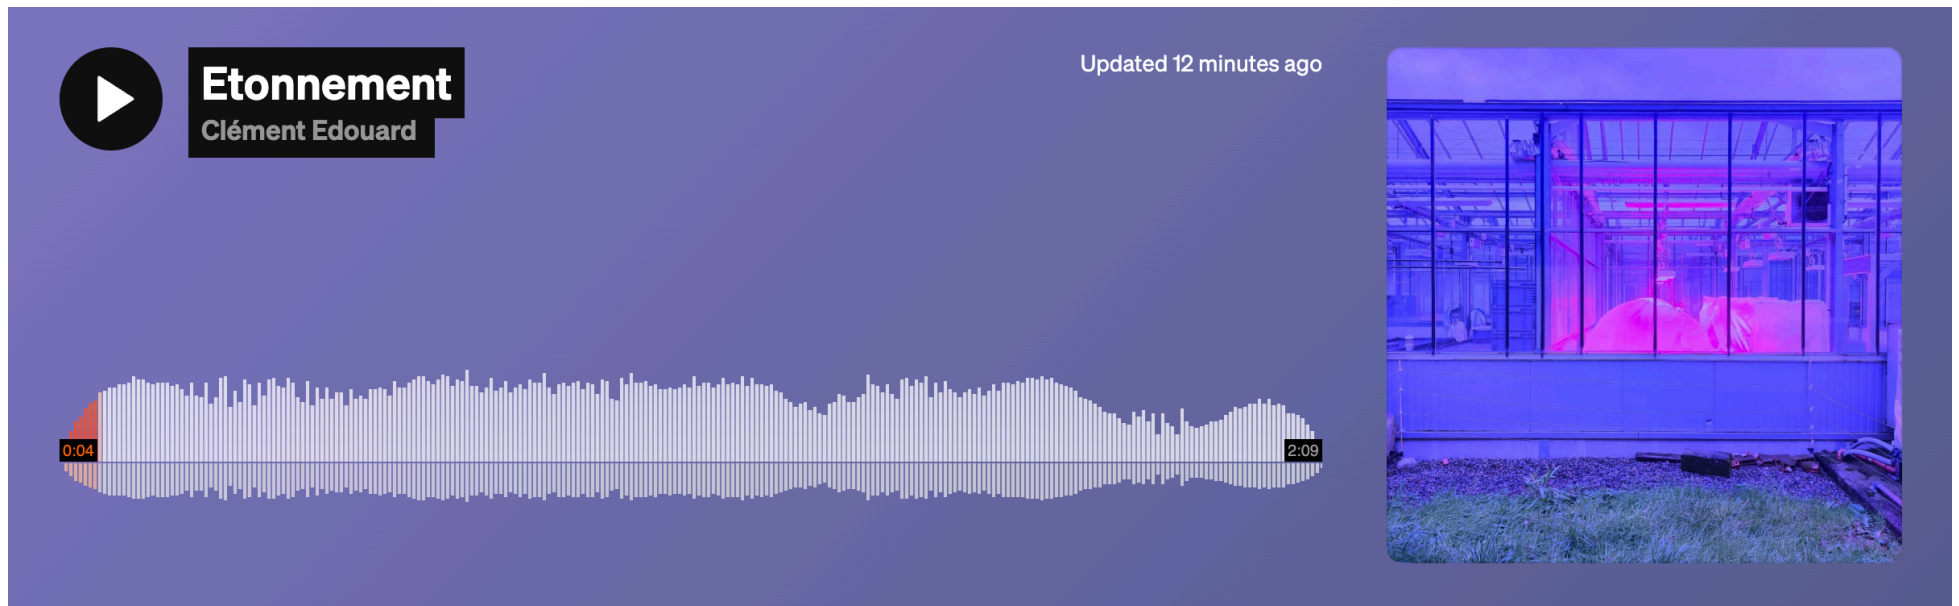 Etonnement
Clément Edouard
Updated 12 minutes ago
0:04
2:09